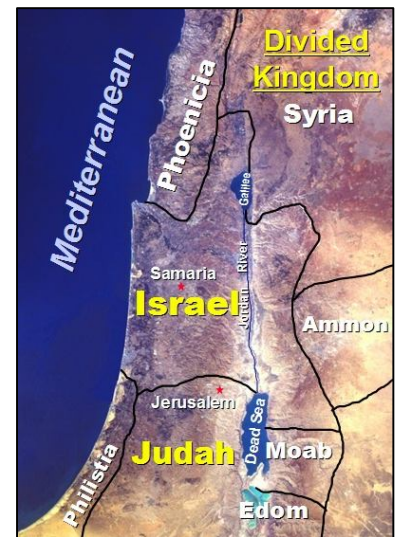 Divided
Kingdom
Syria
Phoenicia
Mediterranean
Galilee
Samaria
Israel
Jordan River
Ammon
Jerusalem
Judah
Dead Sea
Moab
Philistia
Edom